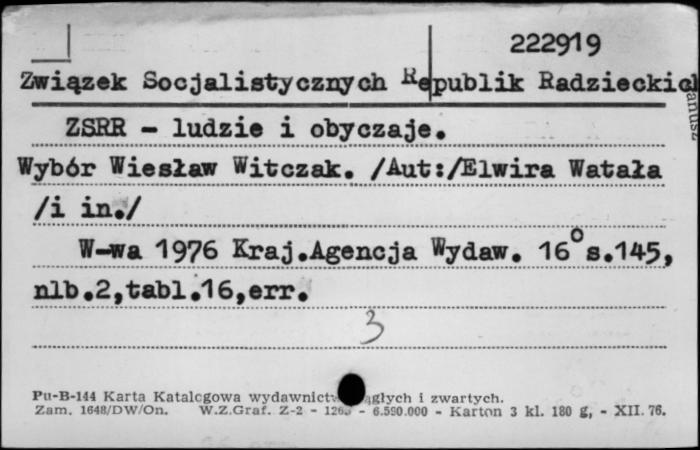 222919
Związek Socjalistycznych Republik Radzieckich
ZSRR - ludzie i obyczaje.
Wybór Wiesław Witczak. /Aut:/Elwira Watała
/i in./
W-wa 1976 Kraj.Agencja Wydaw. 16° s.145,
nlb.2,tabl.16,err.
3
Pu-B-144 Karta Katalogowa wydawnictw ciągłych i zwartych.
Zam. 1648/DW/On. W.Z.Graf. Z-2 - - 6.590.000 - Karton 3 kl. 180 g, - XII. 76.